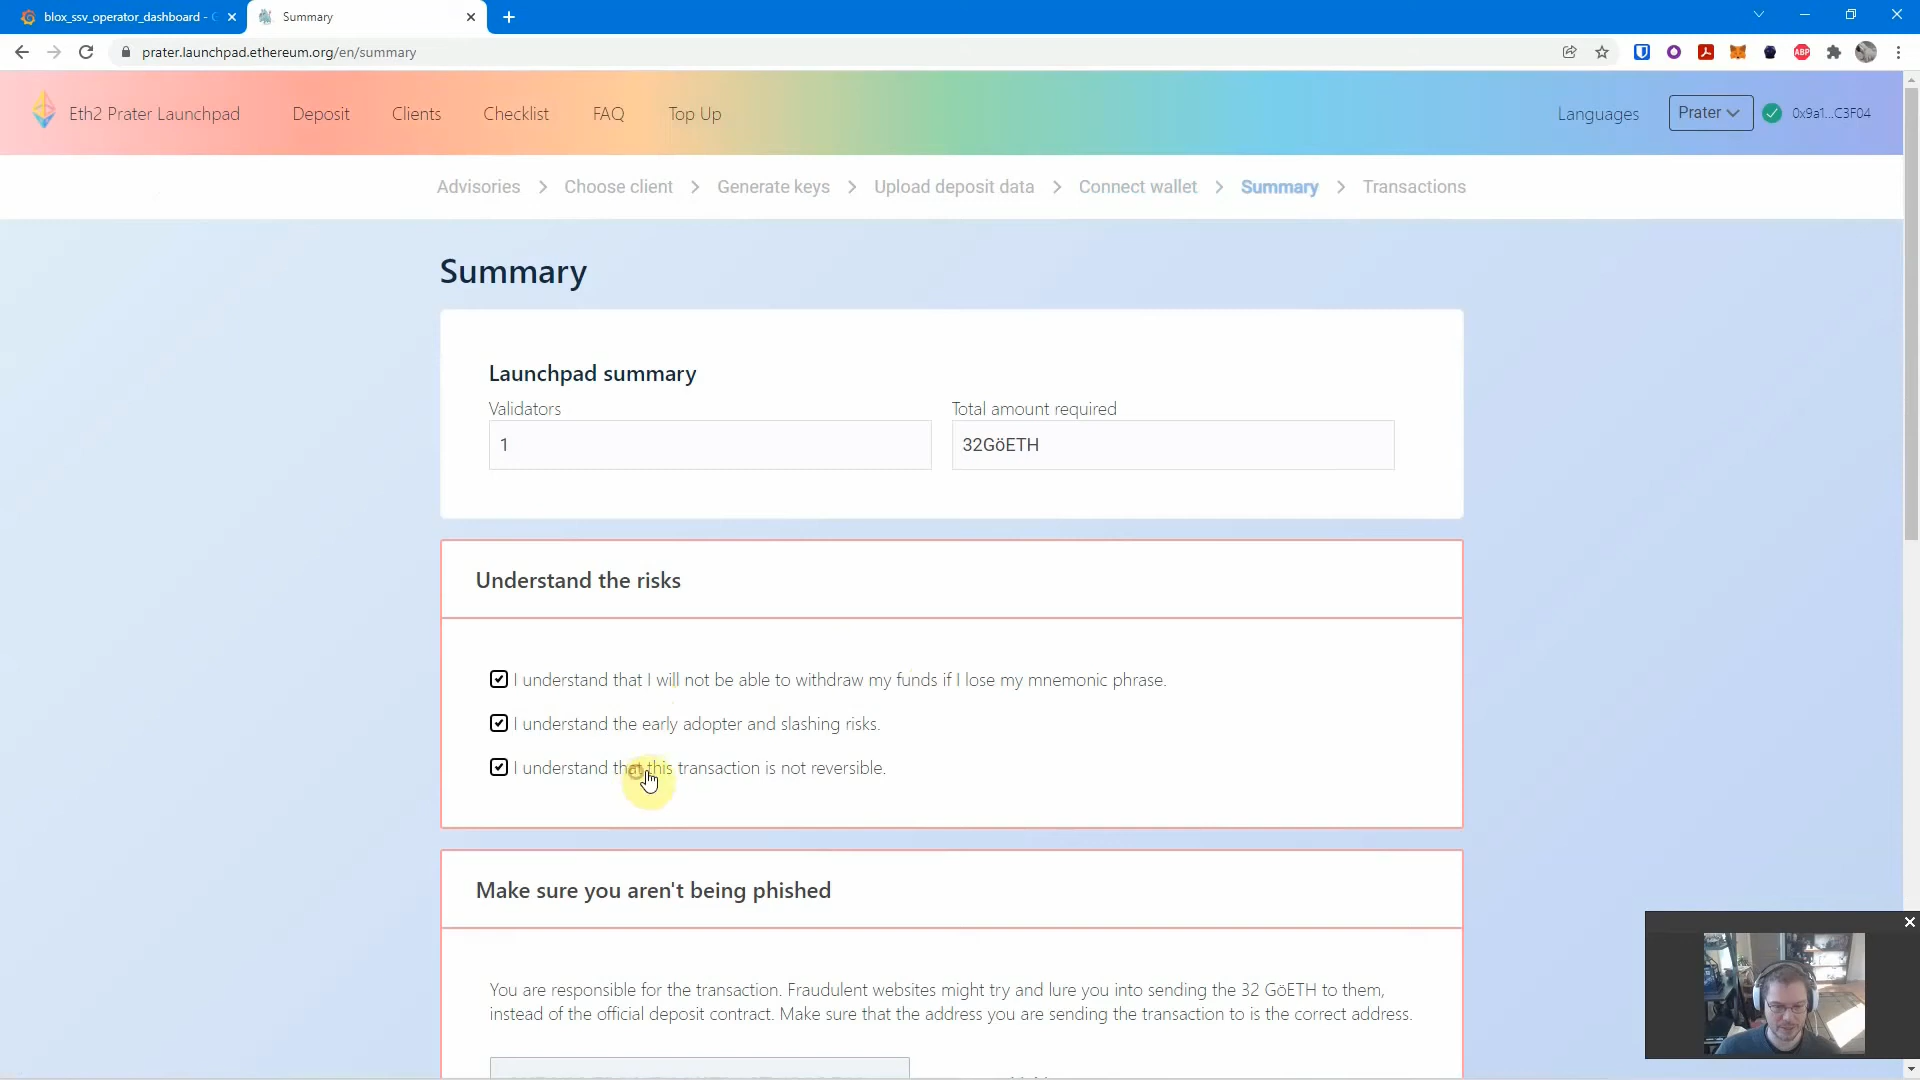 blox_ssv_operator_dashboard -
Summary
prater.launchpad.ethereum.org/en/summary
ABP
Eth2 Prater Launchpad
Deposit
Clients
Checklist
FAQ
Top Up
Languages
Prater
0x9a1...C3F04
Advisories
Choose client
Generate keys
Upload deposit data
Connect wallet
Summary
Transactions
Summary
Launchpad summary
Validators
Total amount required
1
32GöETH
Understand the risks
I understand that I will not be able to withdraw my funds if I lose my mnemonic phrase.
I understand the early adopter and slashing risks.
I understand that this transaction is not reversible.
Make sure you aren't being phished
You are responsible for the transaction. Fraudulent websites might try and lure you into sending the 32 GöETH to them,
instead of the official deposit contract. Make sure that the address you are sending the transaction to is the correct address.